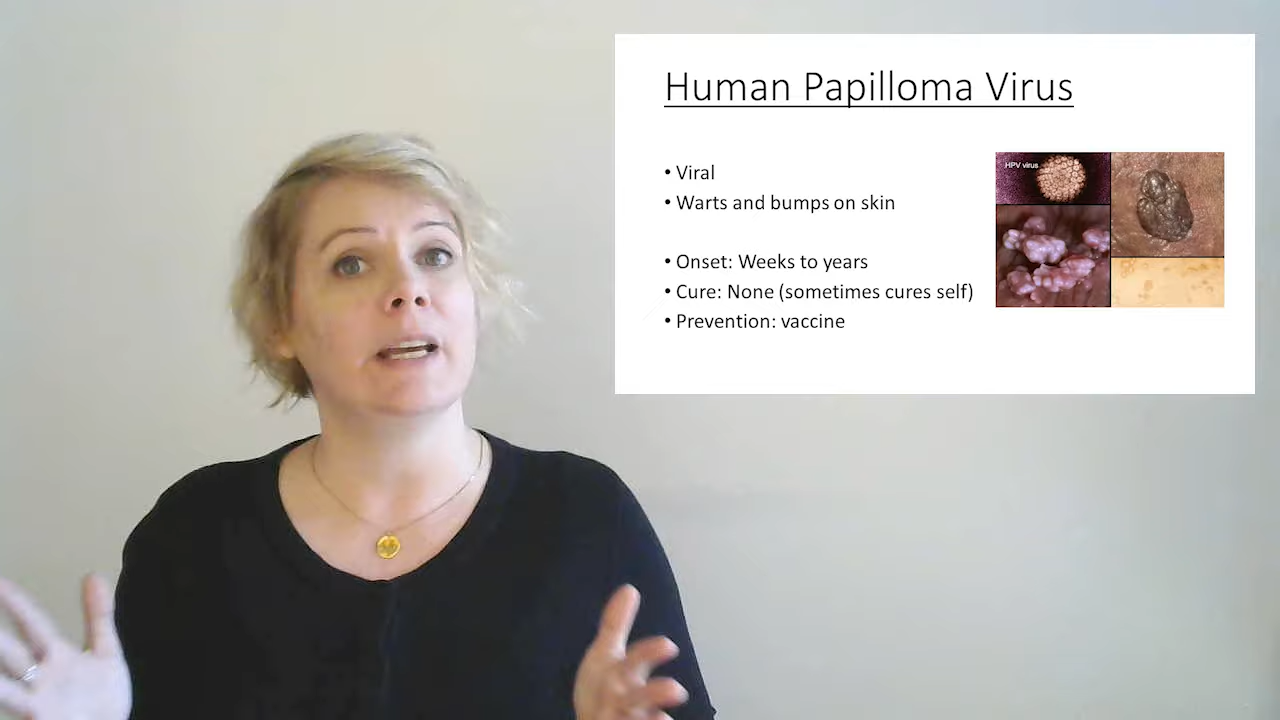 Human Papilloma Virus
• Viral
• Warts and bumps on skin
• Onset: Weeks to years
• Cure: None (sometimes cures self)
• Prevention: vaccine
HPV virus